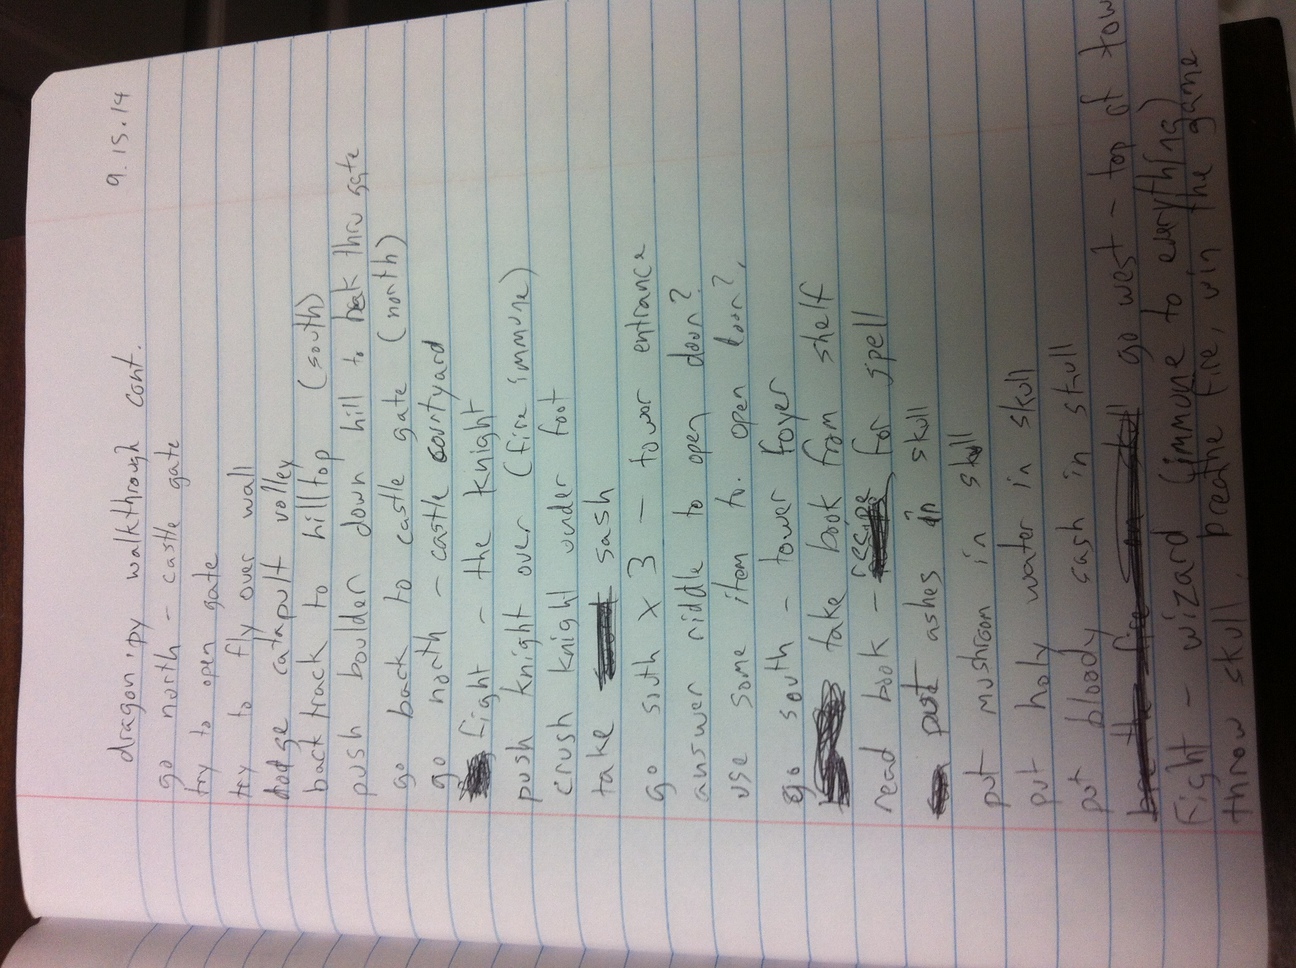 dragon.py walkthrough cont. 9.15.14
go north - castle gate
try to open gate
try to fly over wall
dodge catapult volley
back track to hilltop (south)
push boulder down hill to break thru gate
go back to castle gate (north)
go north - castle courtyard
fight - the knight
push knight over (fire immune)
crush knight under foot
take sash
go south x 3 - tower entrance
answer riddle to open door?
use some item to open door?
go south - tower foyer
take book from shelf
read book - recipe for spell
put ashes in skull
put mushroom in skull
put holy water in skull
put bloody sash in skull
breathe fire on skull go west - top of tow
Fight - wizard (immune to everything)
throw skull, breathe fire, win the game